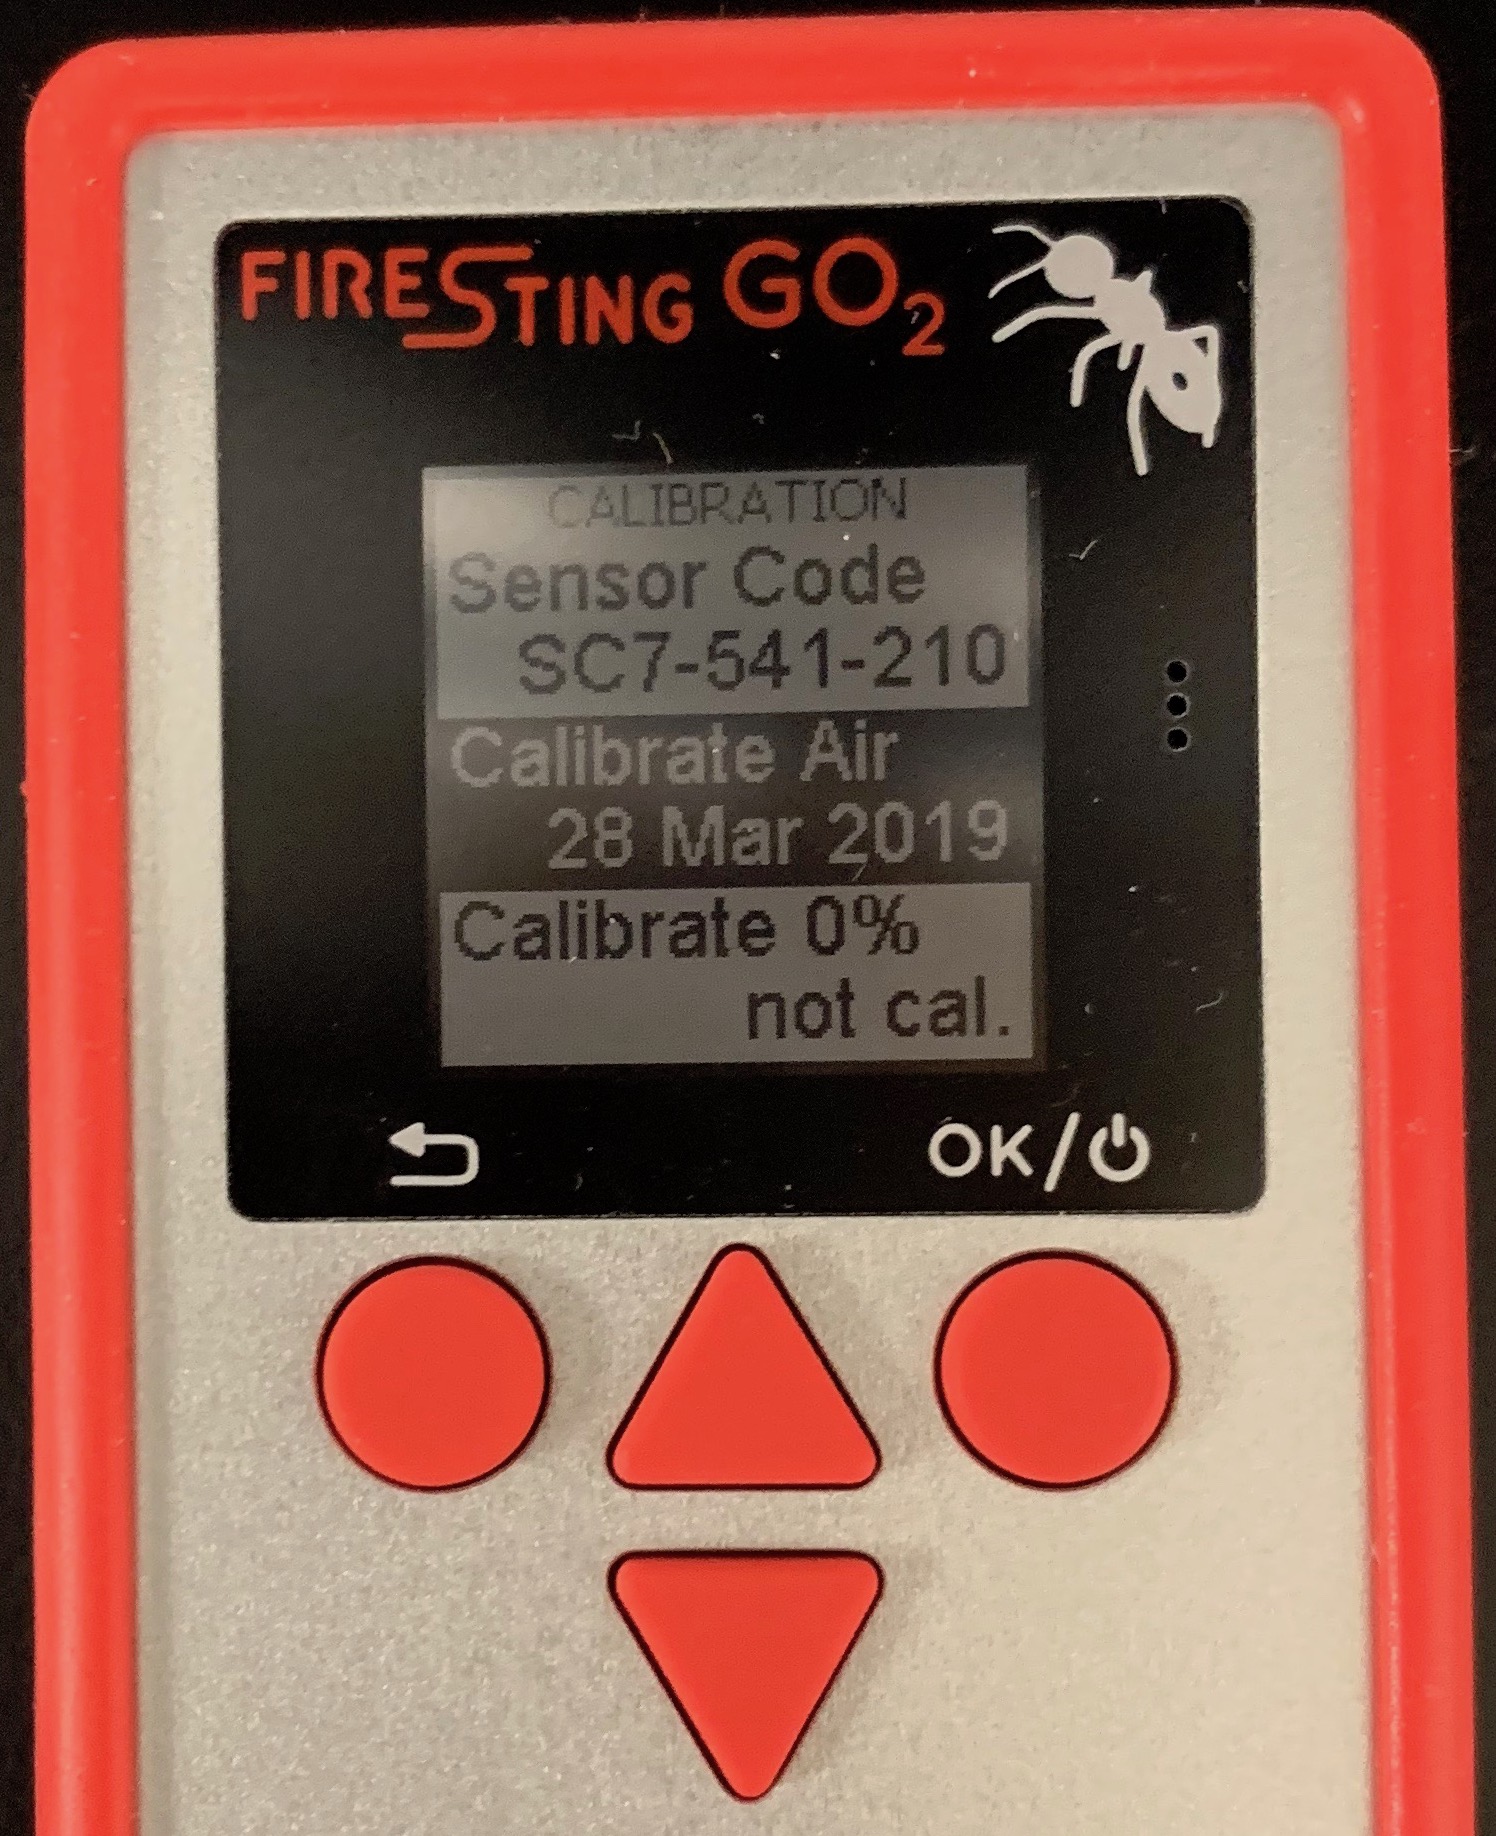 FIRESTING GO2
CALIBRATION
Sensor Code
SC7-541-210
Calibrate Air
28 Mar 2019
Calibrate 0%
not cal.
OK/